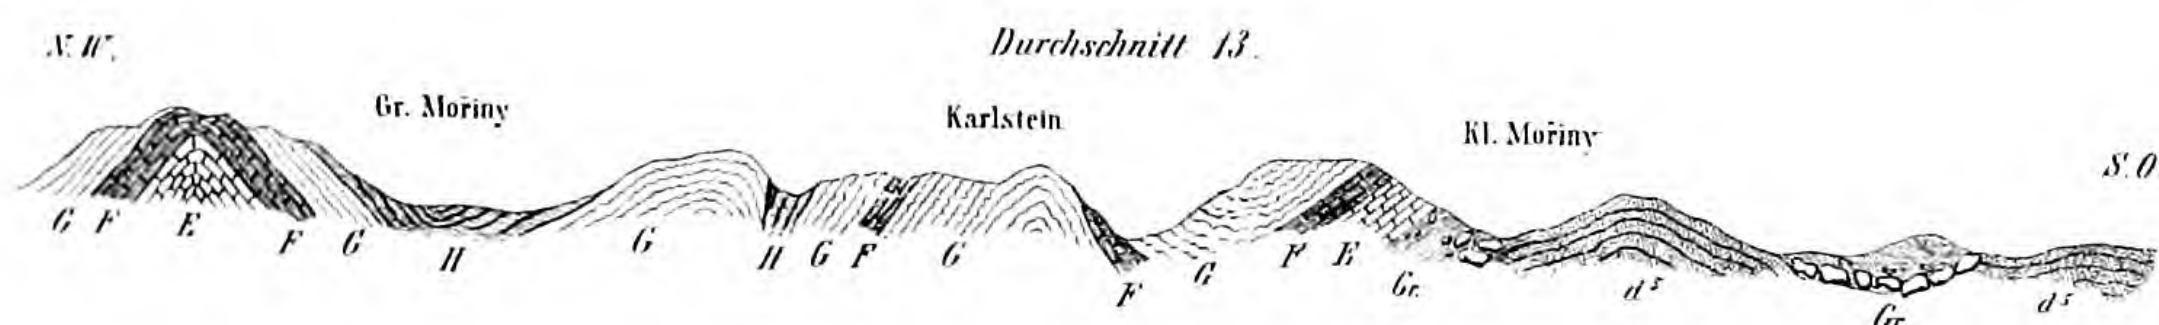 N. W.
Durchschnitt 13.
Gr. Mořiny
Karlstein
Kl. Mořiny
S. O
G F E F G H G H G F G F G F E Gr. d⁵ Gr. d⁵